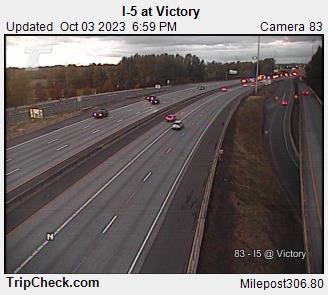 I-5 at Victory
Updated Oct 03 2023 6:59 PM Camera 83
TR
N
83 - I5 @ Victory
TripCheck.com Milepost306.80